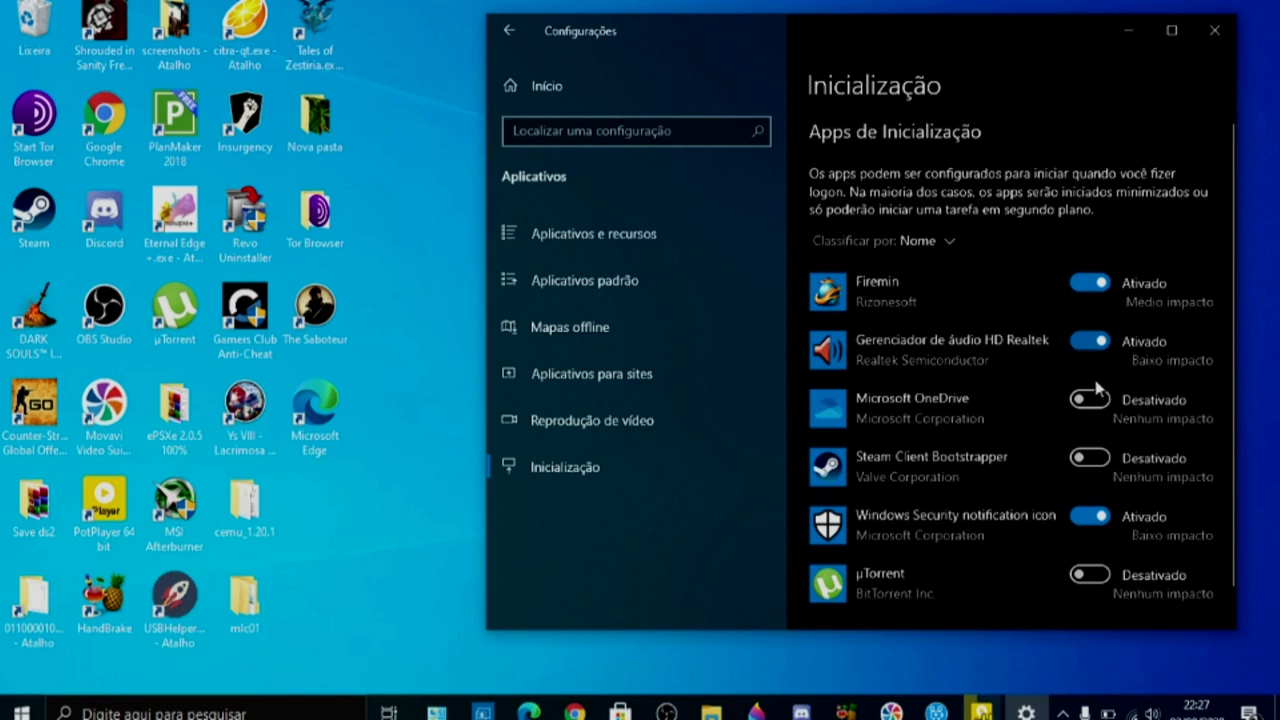 Lixeira
Shrouded in
Sanity Fre...
screenshots -
Atalho
citra-qt.exe -
Atalho
Tales of
Zestiria.ex...
Start Tor
Browser
Google
Chrome
FREE
PlanMaker
2018
Insurgency
Nova pasta
Steam
Discord
Eternal Edge
+.exe - At...
Revo
Uninstaller
Tor Browser
DARK
SOULS™ I...
OBS Studio
µTorrent
Gamers Club
Anti-Cheat
The Saboteur
GO
Counter-Str...
Global Offe...
Movavi
Video Sui...
ePSXe 2.0.5
100%
Ys VIII -
Lacrimosa ...
Microsoft
Edge
Save ds2
Player
PotPlayer 64
bit
MSI
Afterburner
cemu_1.20.1
011000010...
- Atalho
HandBrake
USBHelper...
- Atalho
mlc01
Configurações
Início
Localizar uma configuração
Aplicativos
Aplicativos e recursos
Aplicativos padrão
Mapas offline
Aplicativos para sites
Reprodução de vídeo
Inicialização
Inicialização
Apps de Inicialização
Os apps podem ser configurados para iniciar quando você fizer
logon. Na maioria dos casos, os apps serão iniciados minimizados ou
só poderão iniciar uma tarefa em segundo plano.
Classificar por: Nome
Firemin
Rizonesoft
Ativado
Médio impacto
Gerenciador de áudio HD Realtek
Realtek Semiconductor
Ativado
Baixo impacto
Microsoft OneDrive
Microsoft Corporation
Desativado
Nenhum impacto
Steam Client Bootstrapper
Valve Corporation
Desativado
Nenhum impacto
Windows Security notification icon
Microsoft Corporation
Ativado
Baixo impacto
µTorrent
BitTorrent Inc.
Desativado
Nenhum impacto
Digite aqui para pesquisar
22:27